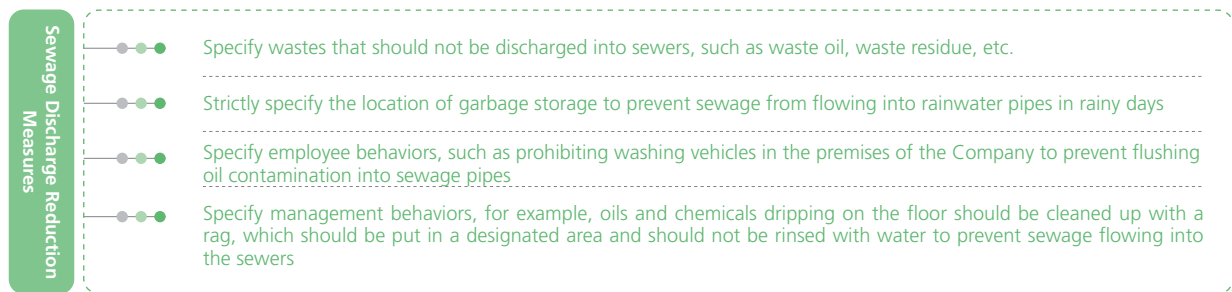 Sewage Discharge Reduction
Measures
Specify wastes that should not be discharged into sewers, such as waste oil, waste residue, etc.
Strictly specify the location of garbage storage to prevent sewage from flowing into rainwater pipes in rainy days
Specify employee behaviors, such as prohibiting washing vehicles in the premises of the Company to prevent flushing
oil contamination into sewage pipes
Specify management behaviors, for example, oils and chemicals dripping on the floor should be cleaned up with a
rag, which should be put in a designated area and should not be rinsed with water to prevent sewage flowing into
the sewers